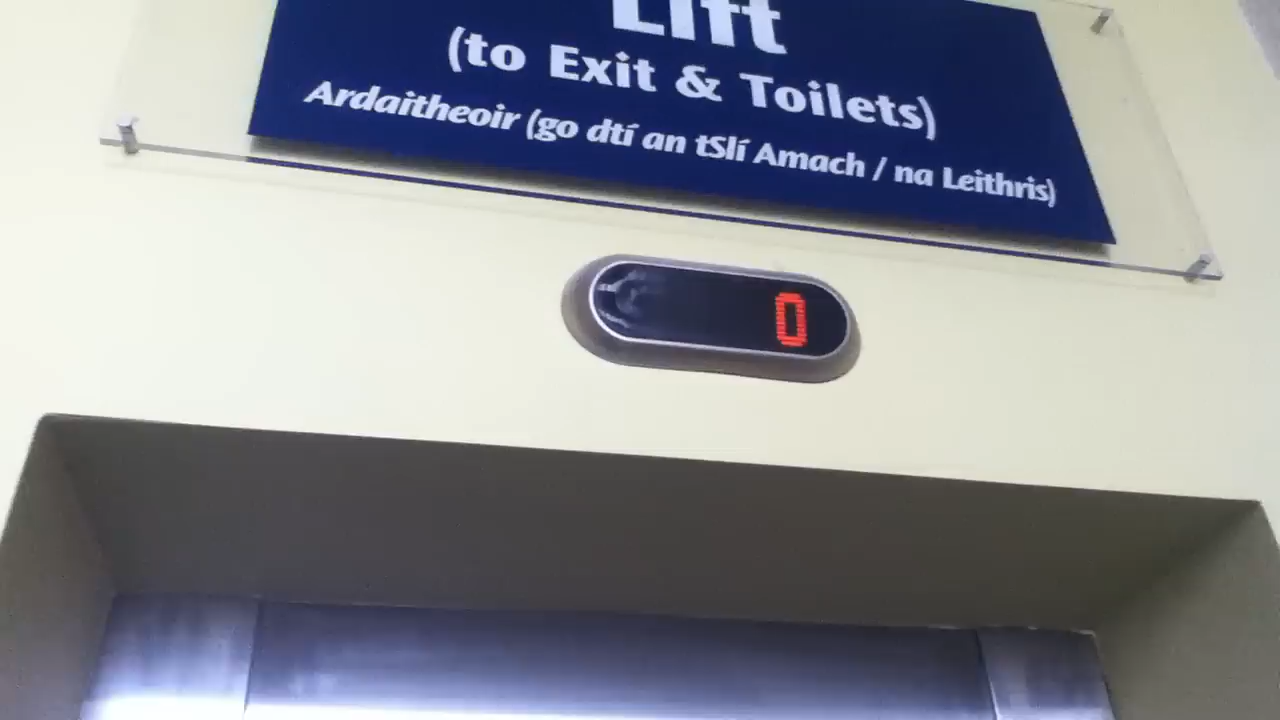 Lift
(to Exit & Toilets)
Ardaitheoir (go dtí an tSlí Amach / na Leithris)
0